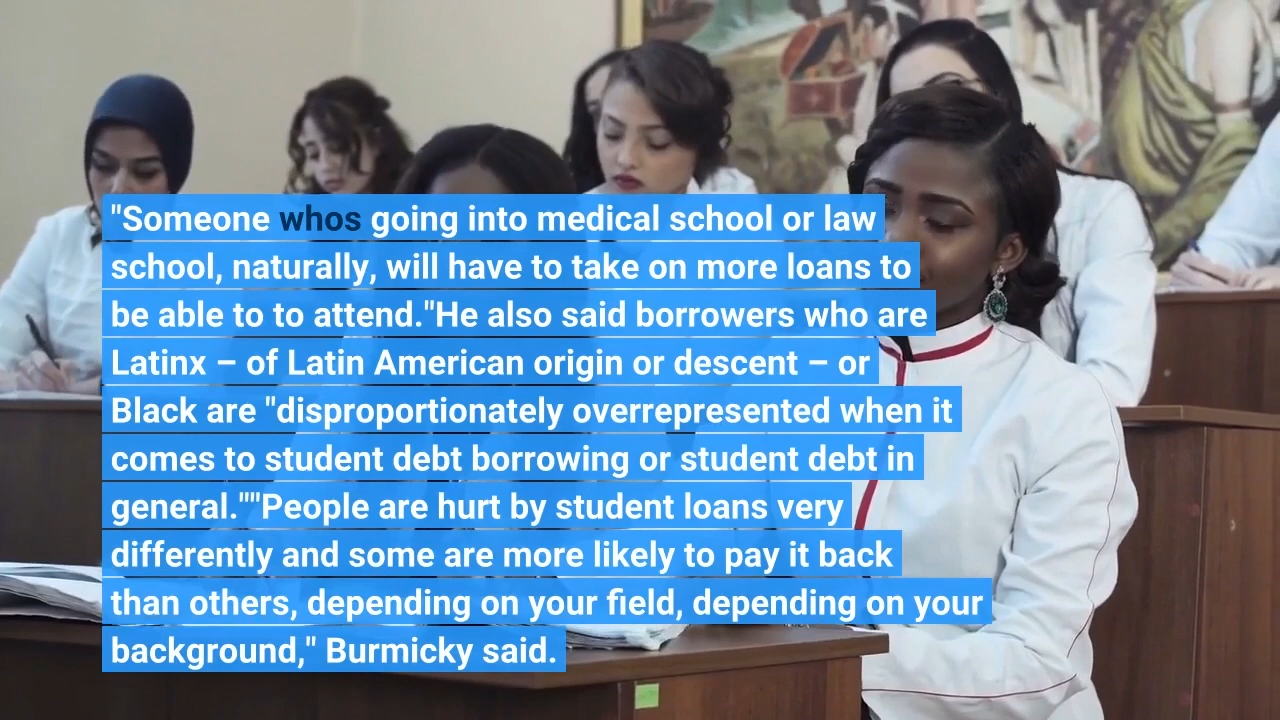 "Someone whos going into medical school or law
school, naturally, will have to take on more loans to
be able to to attend."He also said borrowers who are
Latinx – of Latin American origin or descent – or
Black are "disproportionately overrepresented when it
comes to student debt borrowing or student debt in
general.""People are hurt by student loans very
differently and some are more likely to pay it back
than others, depending on your field, depending on your
background," Burmicky said.